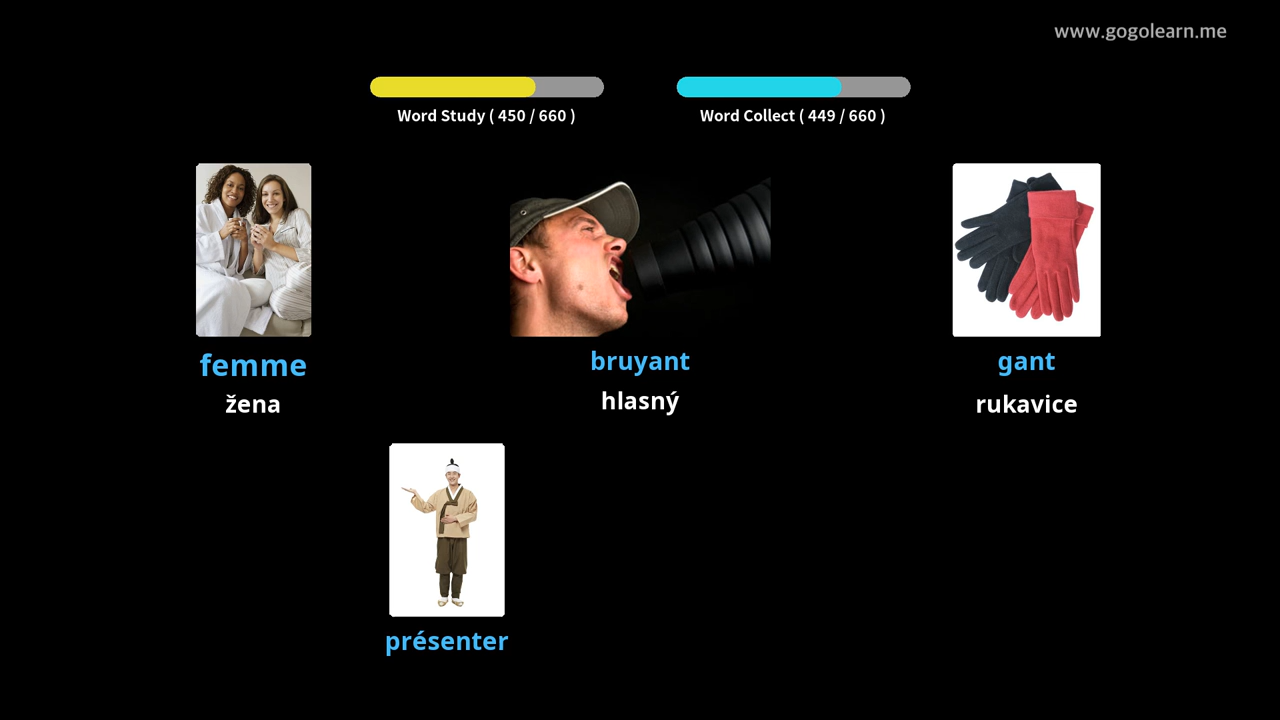 www.gogolearn.me
Word Study ( 450 / 660 )
Word Collect ( 449 / 660 )
femme
žena
bruyant
hlasný
gant
rukavice
présenter